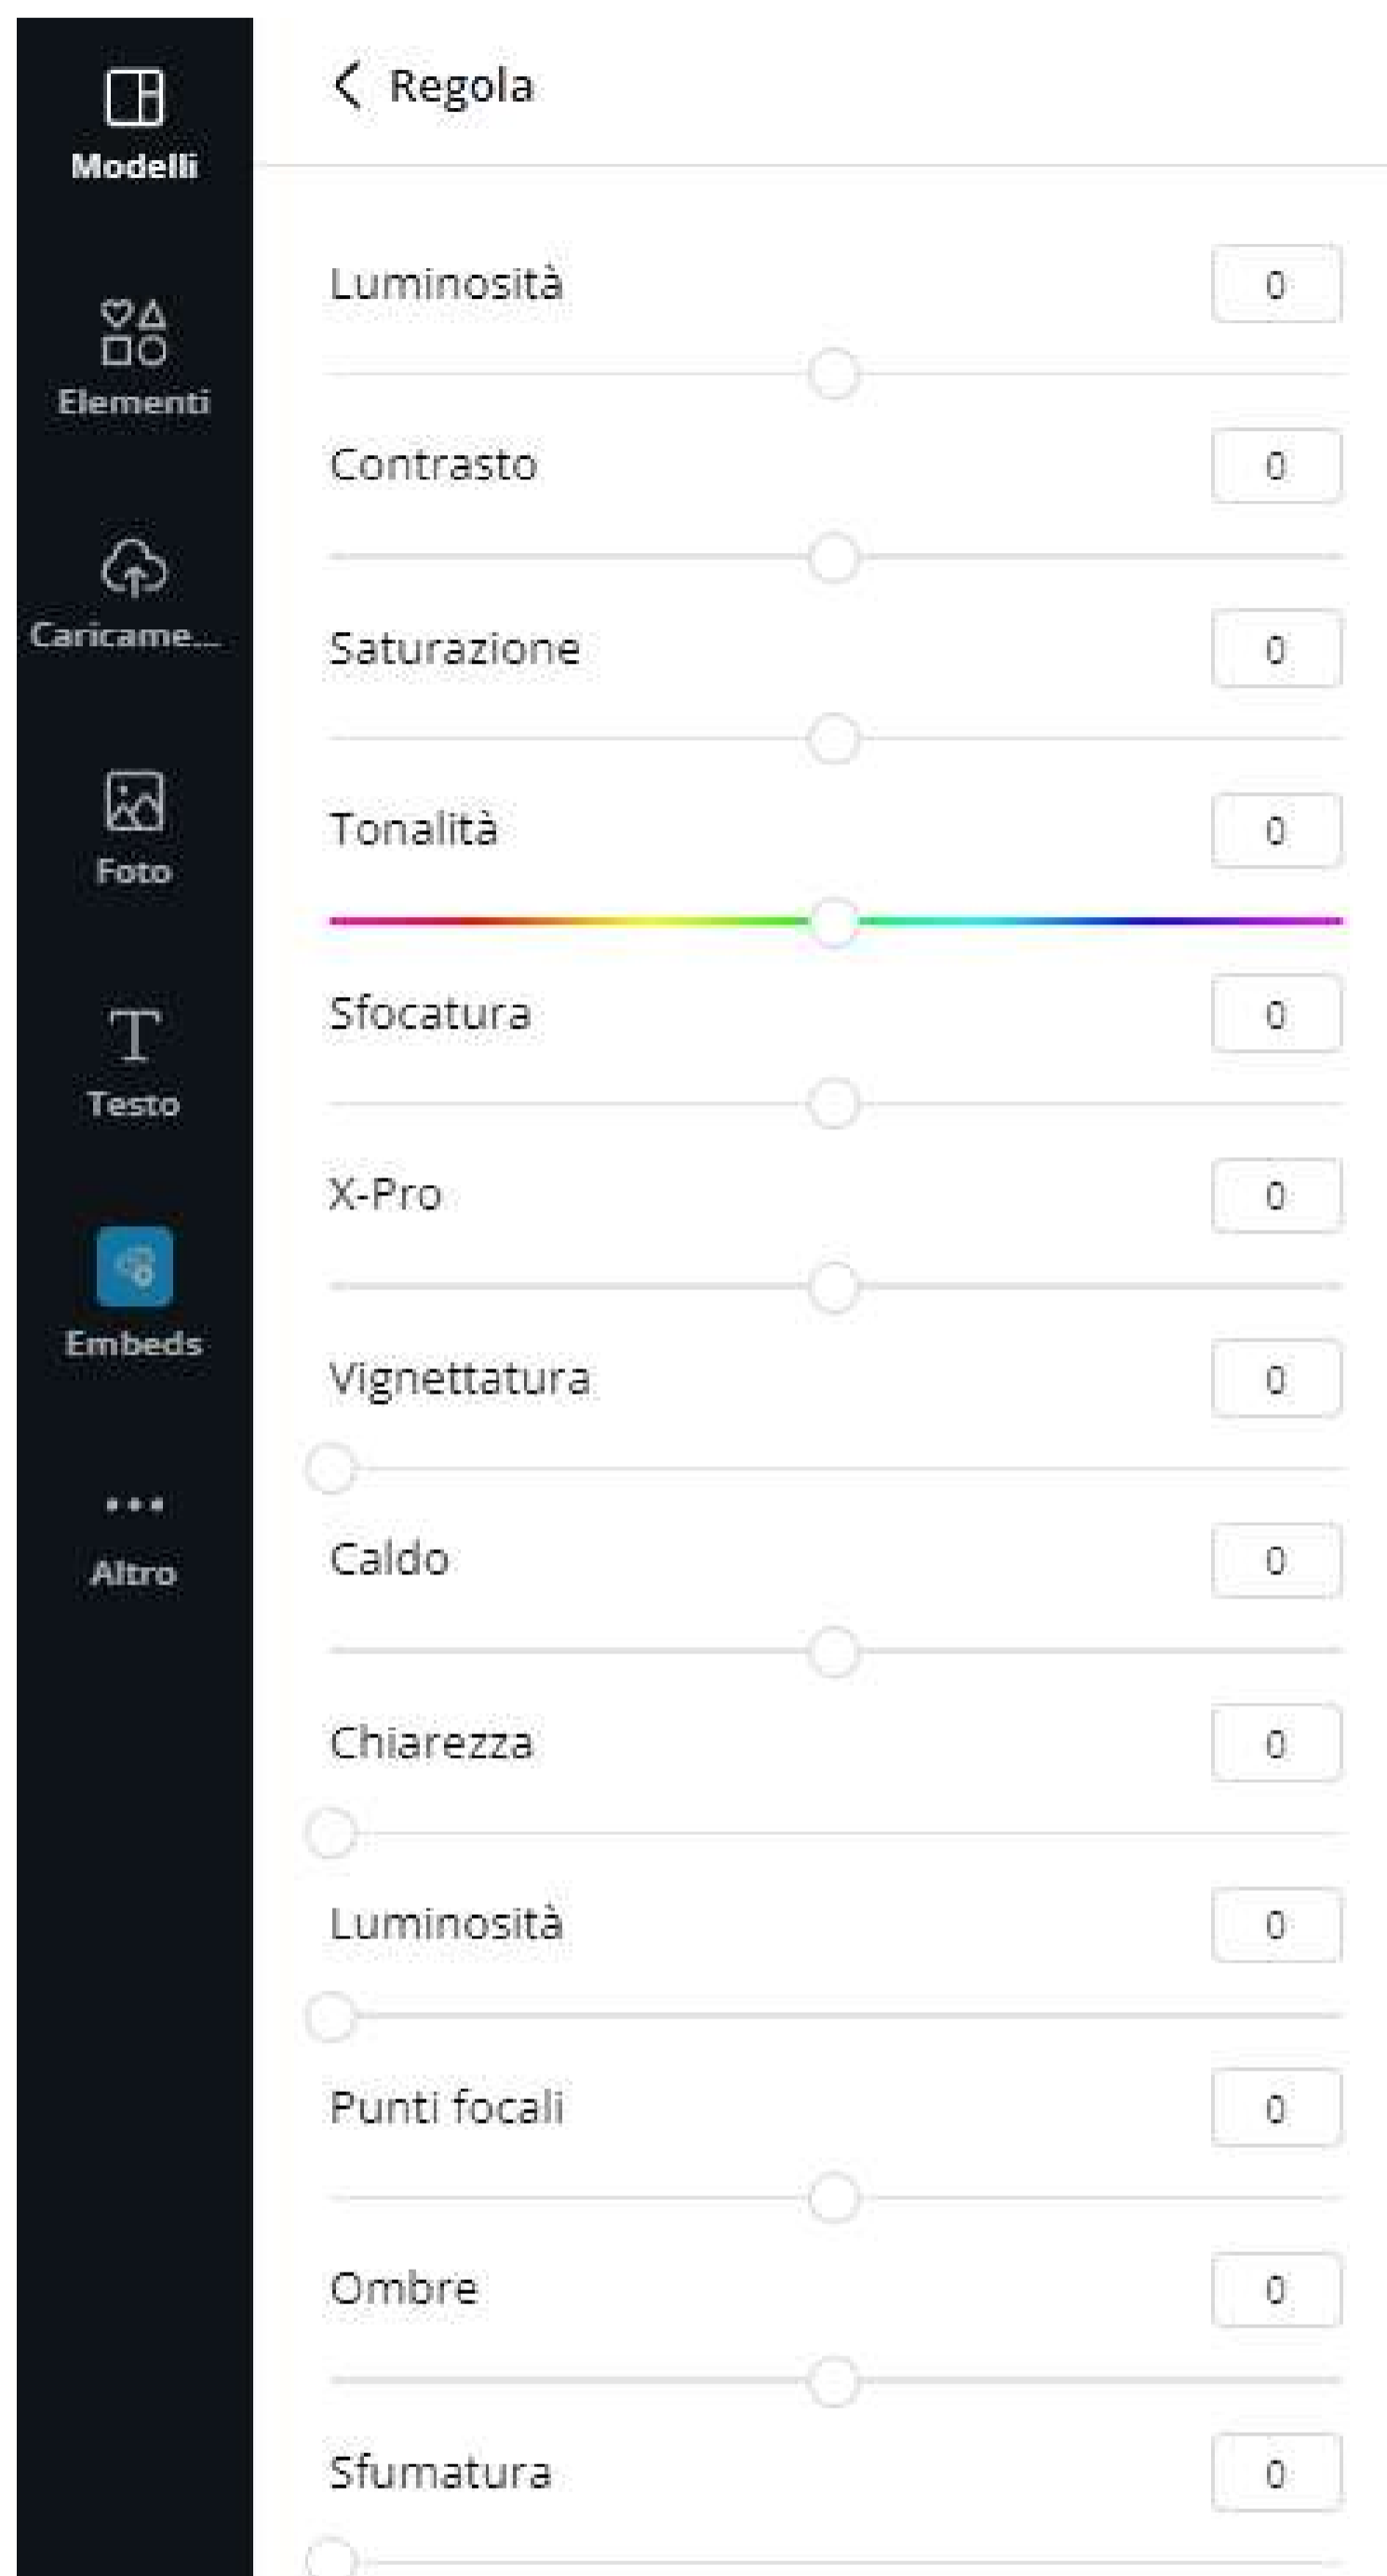 Modelli
Elementi
Caricame...
Foto
Testo
Embeds
Altro
Regola
Luminosità 0
Contrasto 0
Saturazione 0
Tonalità 0
Sfocatura 0
X-Pro 0
Vignettatura 0
Caldo 0
Chiarezza 0
Luminosità 0
Punti focali 0
Ombre 0
Sfumatura 0